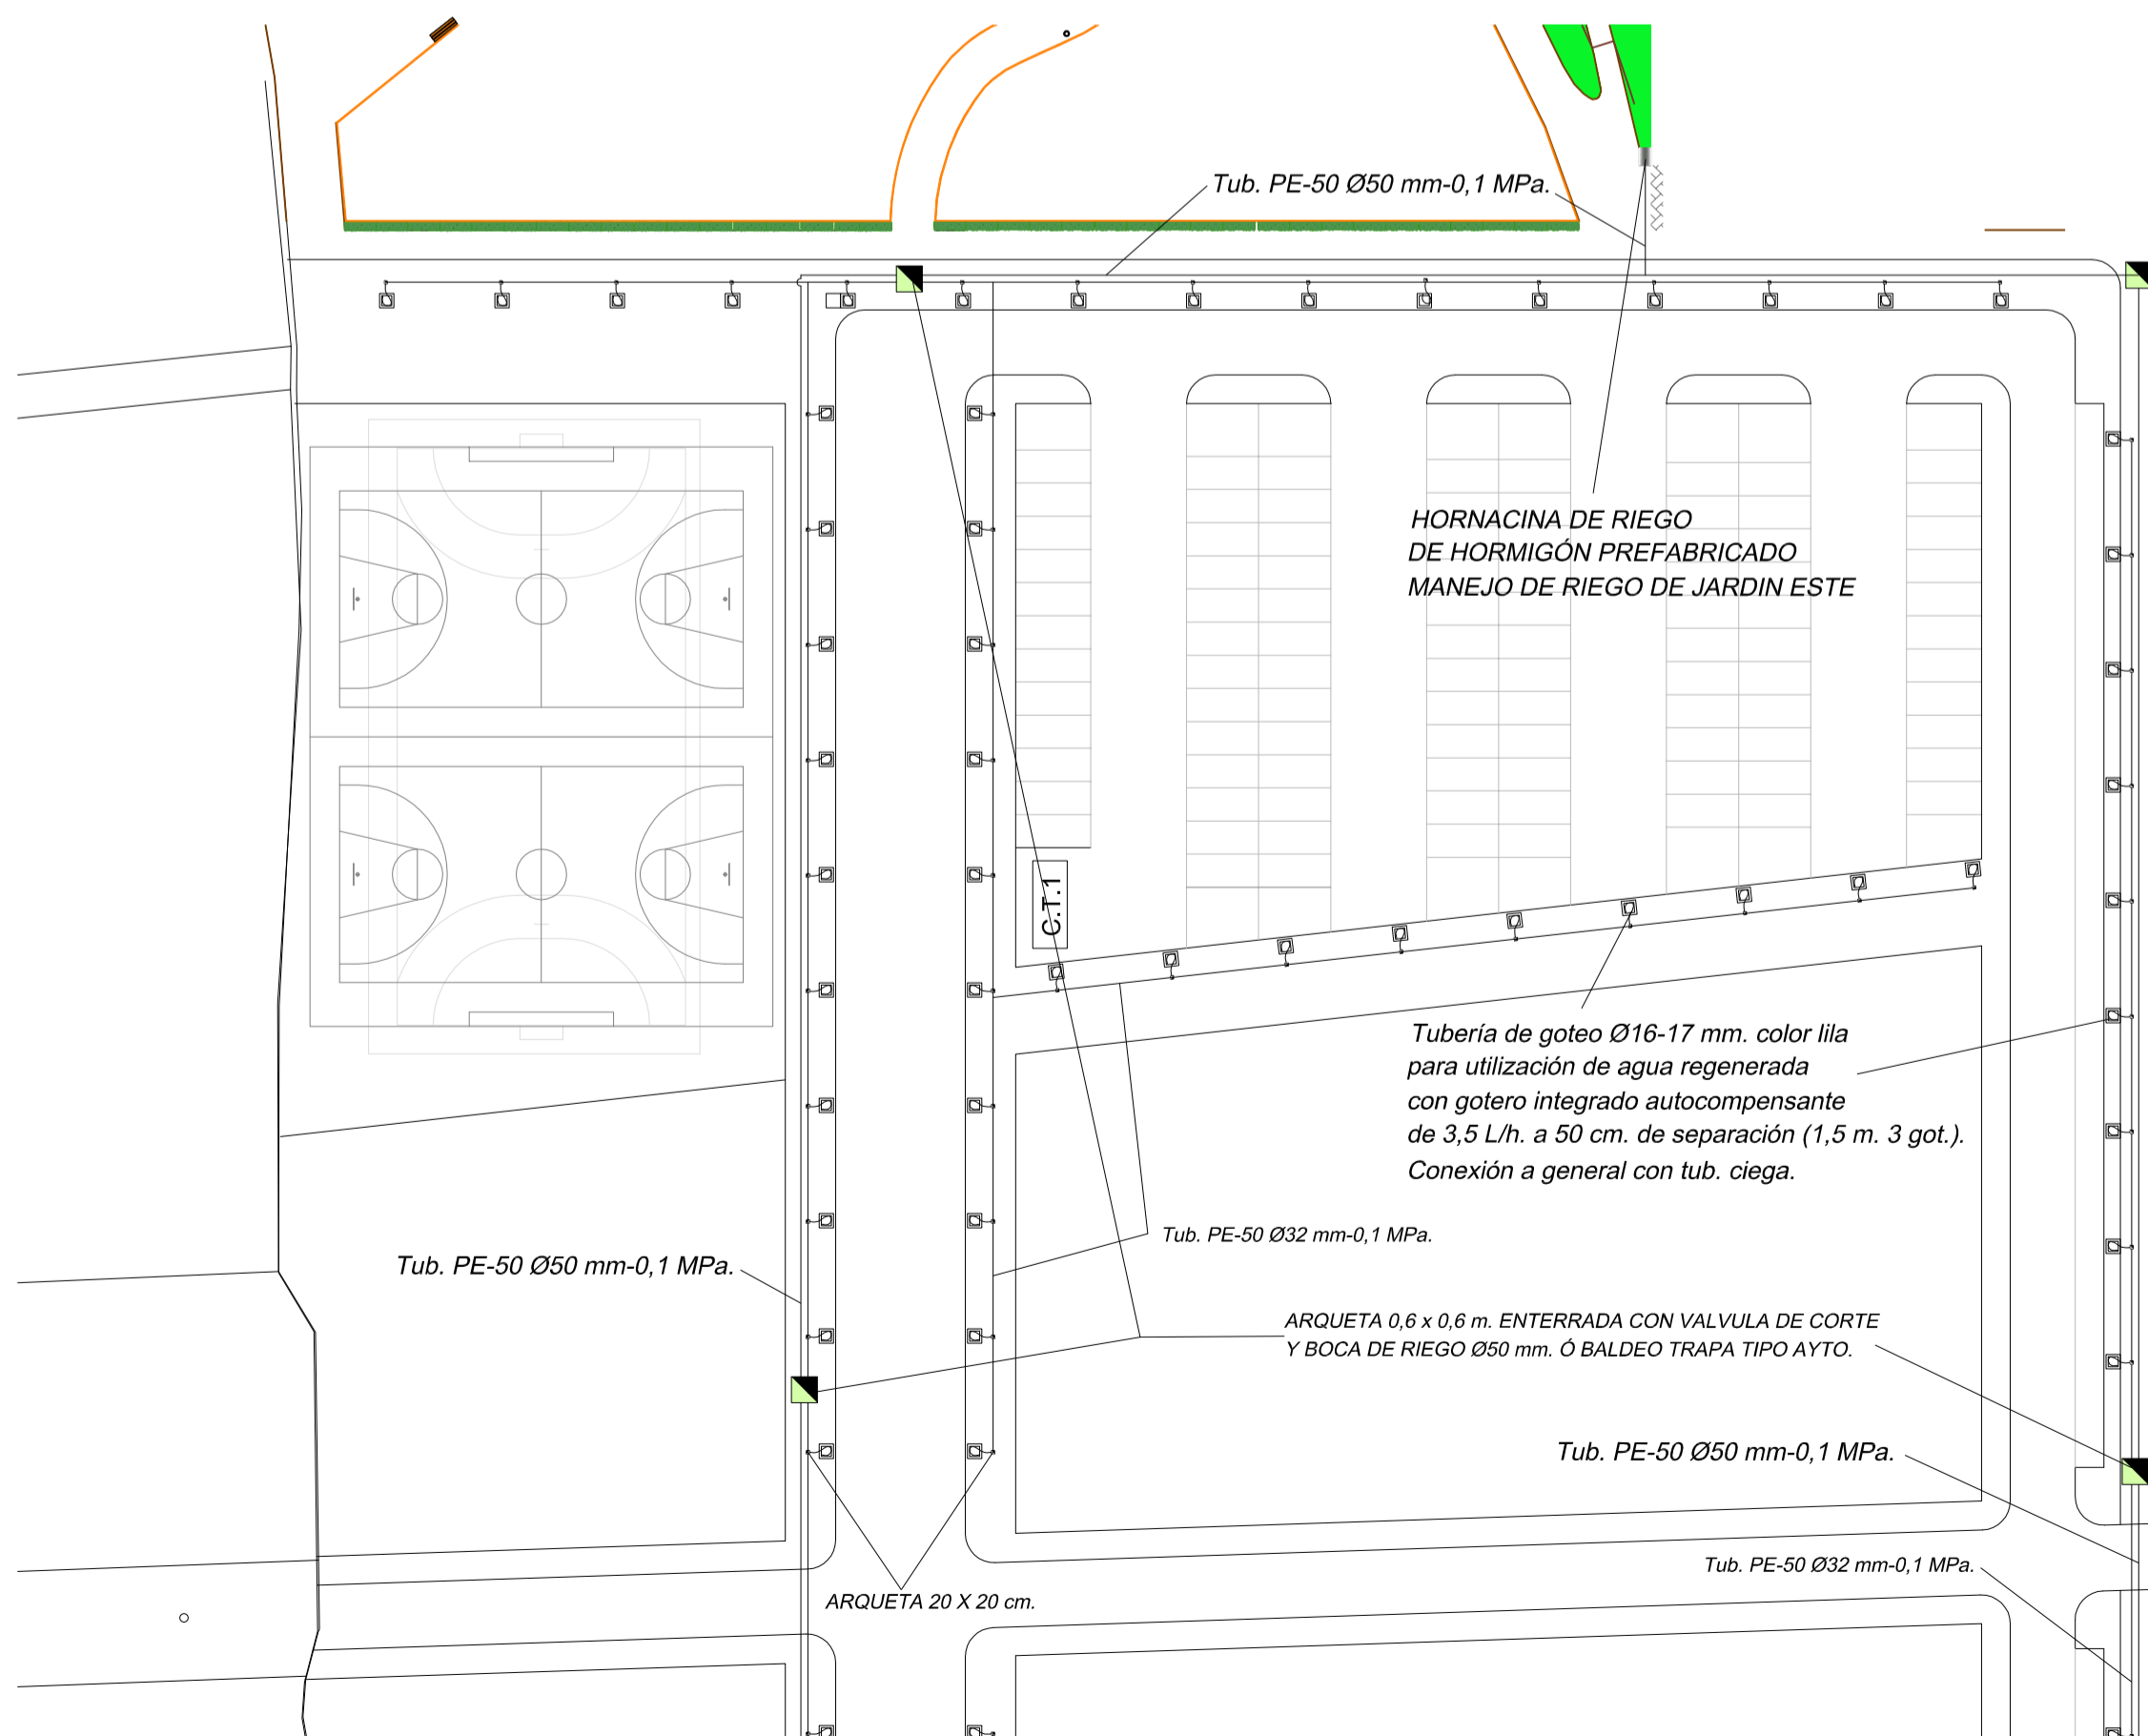 Tub. PE-50 Ø50 mm-0,1 MPa.
HORNACINA DE RIEGO
DE HORMIGÓN PREFABRICADO
MANEJO DE RIEGO DE JARDIN ESTE
C.T.1
Tubería de goteo Ø16-17 mm. color lila
para utilización de agua regenerada
con gotero integrado autocompensante
de 3,5 L/h. a 50 cm. de separación (1,5 m. 3 got.).
Conexión a general con tub. ciega.
Tub. PE-50 Ø32 mm-0,1 MPa.
Tub. PE-50 Ø50 mm-0,1 MPa.
ARQUETA 0,6 x 0,6 m. ENTERRADA CON VALVULA DE CORTE
Y BOCA DE RIEGO Ø50 mm. Ó BALDEO TRAPA TIPO AYTO.
Tub. PE-50 Ø50 mm-0,1 MPa.
Tub. PE-50 Ø32 mm-0,1 MPa.
ARQUETA 20 X 20 cm.